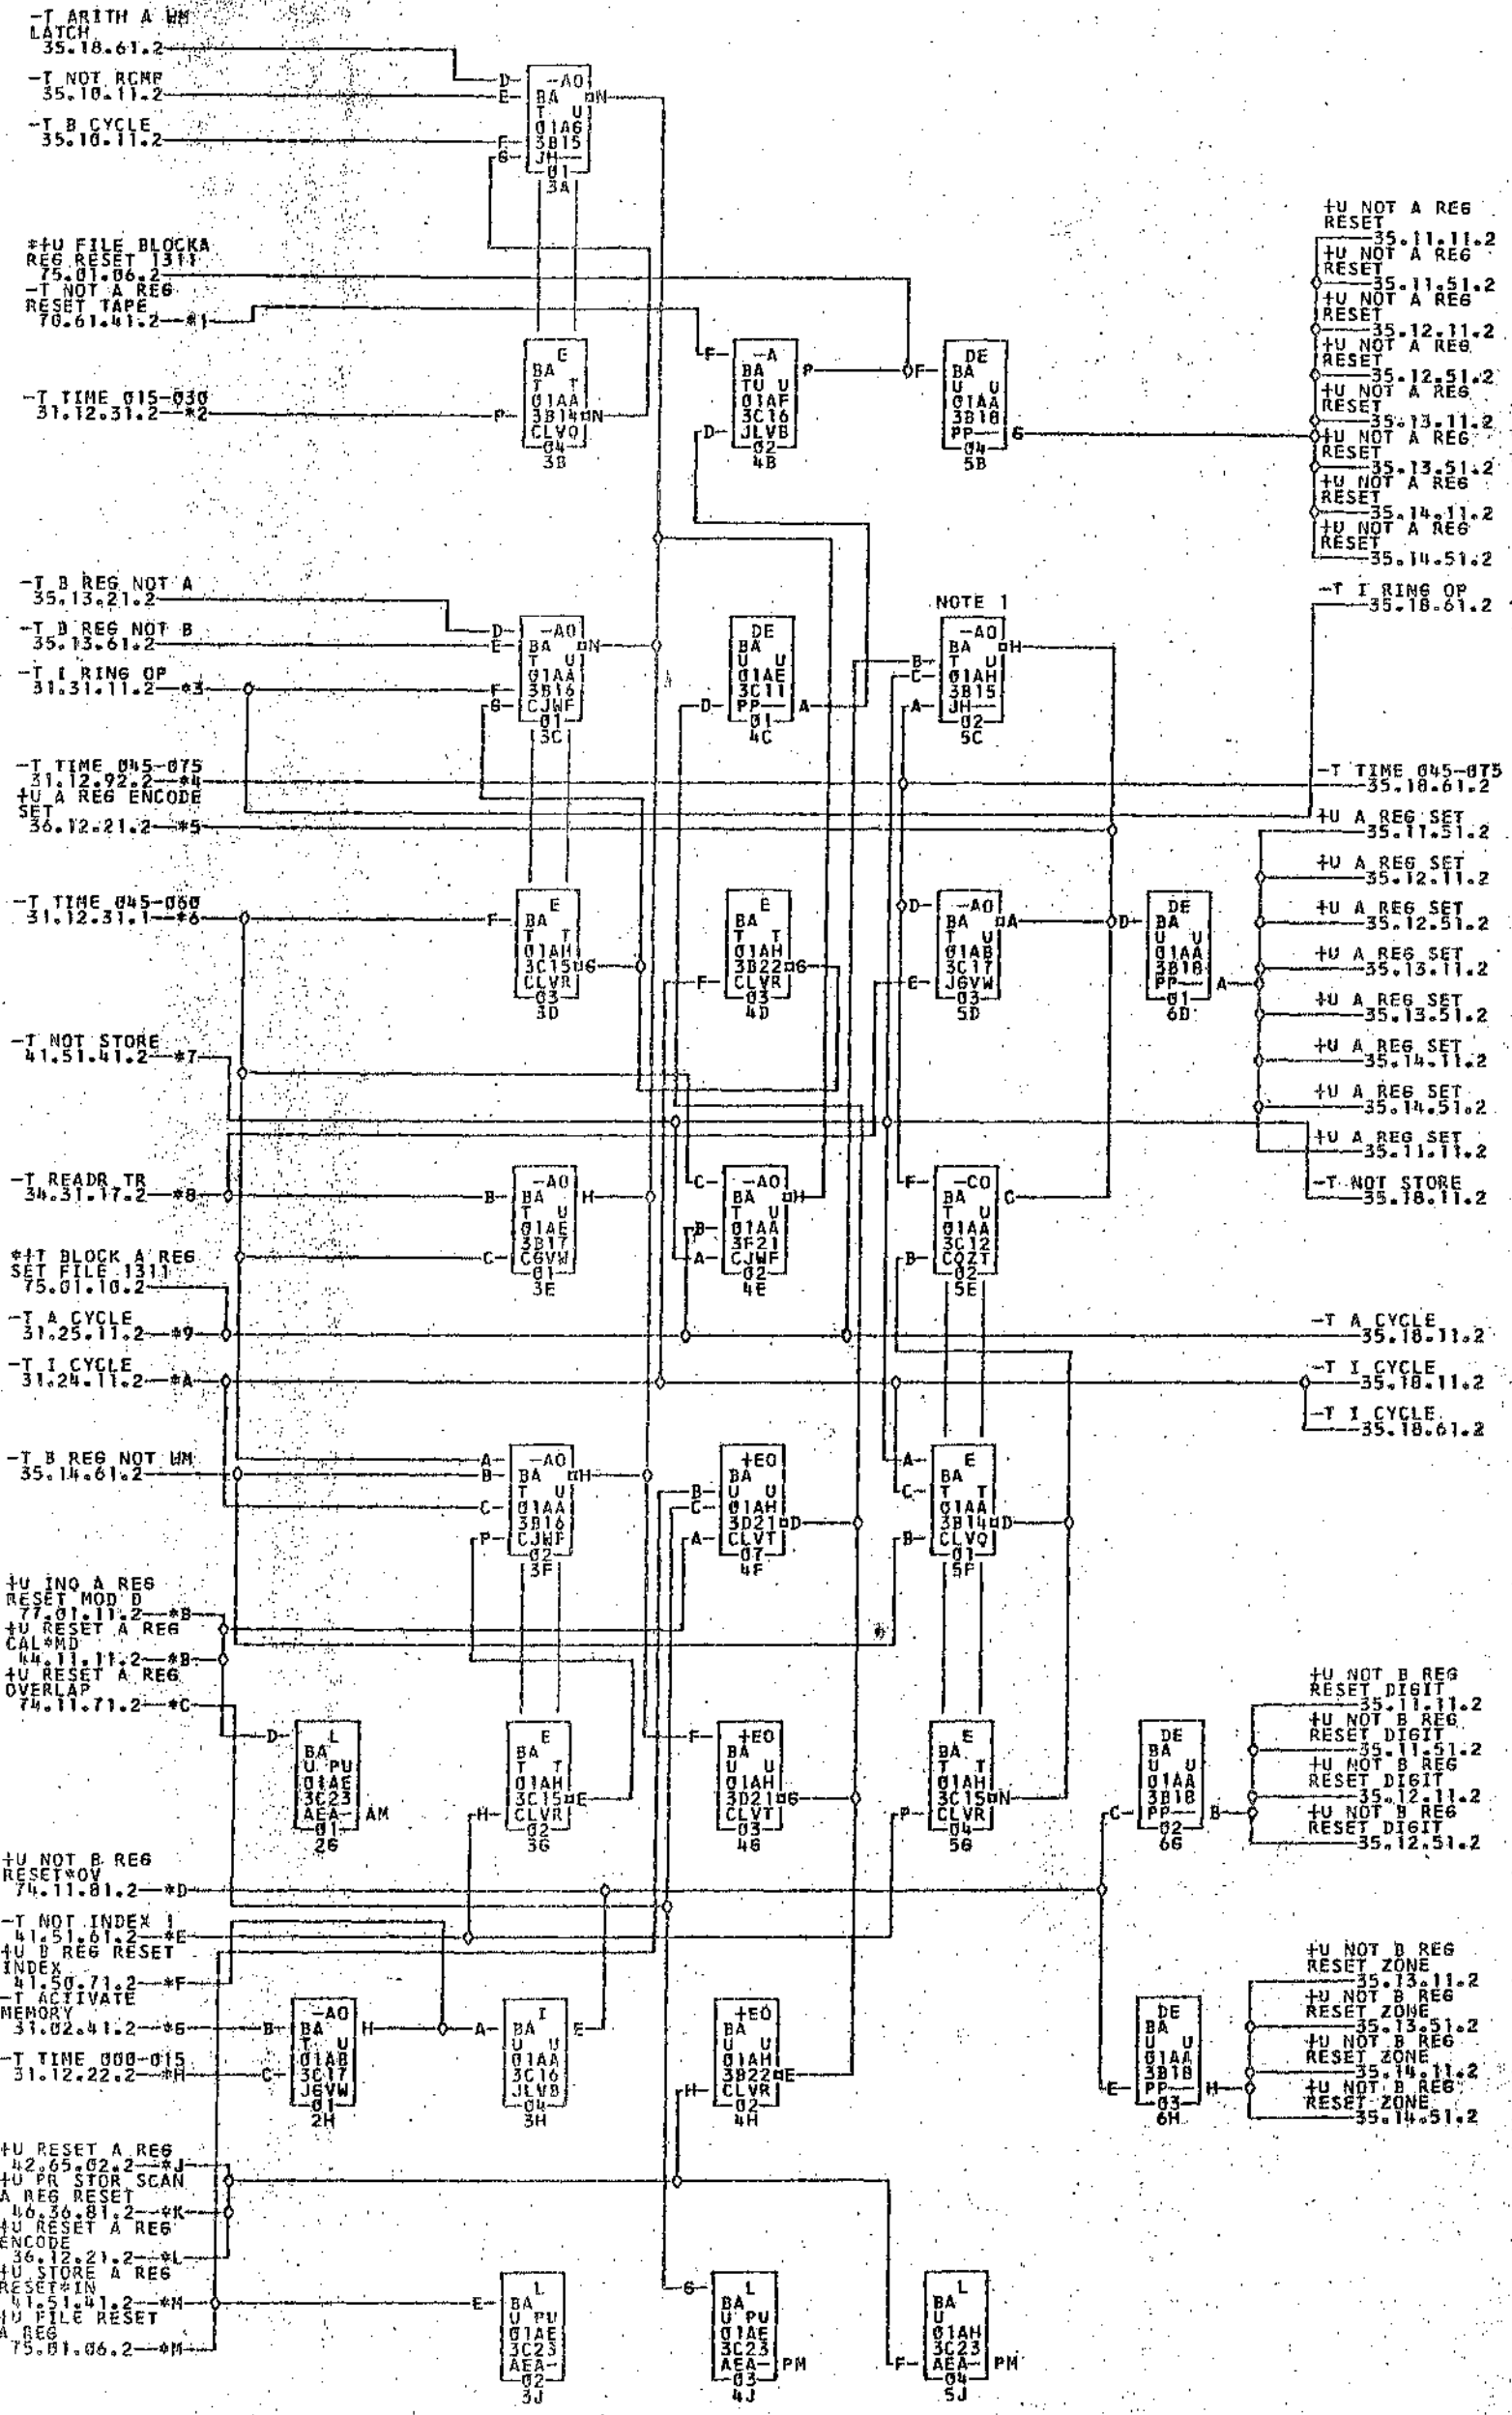 -T ARITH A WM
LATCH
35.18.61.2
-T NOT RCMP
35.10.11.2
-T B CYCLE
35.10.11.2
D
E
F
G
-AO
BA N
T U
01A6
3B15
JH--
01
3A
*+U FILE BLOCKA
REG RESET 1311
75.01.06.2
-T NOT A REG
RESET TAPE
70.61.41.2--*1
-T TIME 015-030
31.12.31.2--*2
P
E
BA
T T
01AA
3B14 N
CLVQ
04
3B
F
D
-A
BA P
TU U
01AF
3C16
JLVB
02
4B
F
DE
BA
U U
01AA
3B18
PP-- G
04
5B
+U NOT A REG
RESET
35.11.11.2
+U NOT A REG
RESET
35.11.51.2
+U NOT A REG
RESET
35.12.11.2
+U NOT A REG
RESET
35.12.51.2
+U NOT A REG
RESET
35.13.11.2
+U NOT A REG
RESET
35.13.51.2
+U NOT A REG
RESET
35.14.11.2
+U NOT A REG
RESET
35.14.51.2
-T I RING OP
35.18.61.2
-T B REG NOT A
35.13.21.2
-T B REG NOT B
35.13.61.2
-T I RING OP
31.31.11.2--*3
D
E
F
G
-AO
BA N
T U
01AA
3B16
CJWF
01
3C
D
DE
BA
U U
01AE
3C11
PP-- A
01
4C
NOTE 1
B
C
A
-AO
BA H
T U
01AH
3B15
JH--
02
5C
-T TIME 045-075
31.12.92.2--*4
+U A REG ENCODE
SET
36.12.21.2--*5
-T TIME 045-075
35.18.61.2
+U A REG SET
35.11.51.2
+U A REG SET
35.12.11.2
+U A REG SET
35.12.51.2
+U A REG SET
35.13.11.2
+U A REG SET
35.13.51.2
+U A REG SET
35.14.11.2
+U A REG SET
35.14.51.2
+U A REG SET
35.11.11.2
-T NOT STORE
35.18.11.2
-T TIME 045-060
31.12.31.1--*6
F
E
BA
T T
01AH
3C15 G
CLVR
03
3D
F
E
BA
T T
01AH
3B22 G
CLVR
03
4D
D
E
-AO
BA A
T U
01AB
3C17
JGVW
03
5D
D
DE
BA
U U
01AA
3B18
PP-- A
01
6D
-T NOT STORE
41.51.41.2--*7
-T READR TR
34.31.17.2--*8
B
C
-AO
BA H
T U
01AE
3B17
CGVW
01
3E
C
B
A
-AO
BA H
T U
01AA
3F21
CJWF
02
4E
F
B
-CO
BA C
T U
01AA
3C12
CQZT
02
5E
*+T BLOCK A REG
SET FILE 1311
75.01.10.2
-T A CYCLE
31.25.11.2--*9
-T I CYCLE
31.24.11.2--*A
-T A CYCLE
35.18.11.2
-T I CYCLE
35.18.11.2
-T I CYCLE
35.18.61.2
-T B REG NOT WM
35.14.61.2
A
B
C
P
-AO
BA H
T U
01AA
3B16
CJWF
02
3F
B
C
A
+EO
BA
U U
01AH
3D21 D
CLVT
07
4F
A
C
B
E
BA
T T
01AA
3B14 D
CLVQ
01
5F
+U INQ A REG
RESET MOD D
77.01.11.2--*B
+U RESET A REG
CAL*MD
44.11.11.2--*B
+U RESET A REG
OVERLAP
74.11.71.2--*C
D
L
BA
U PU
01AE
3C23
AEA- AM
01
2G
H
E
BA
T T
01AH
3C15 E
CLVR
02
3G
F
+EO
BA
U U
01AH
3D21 G
CLVT
03
4G
P
E
BA
T T
01AH
3C15 N
CLVR
04
5G
C
DE
BA
U U
01AA
3B18
PP-- B
02
6G
+U NOT B REG
RESET DIGIT
35.11.11.2
+U NOT B REG
RESET DIGIT
35.11.51.2
+U NOT B REG
RESET DIGIT
35.12.11.2
+U NOT B REG
RESET DIGIT
35.12.51.2
+U NOT B REG
RESET*OV
74.11.81.2--*D
-T NOT INDEX 1
41.51.61.2--*E
+U B REG RESET
INDEX
41.50.71.2--*F
-T ACTIVATE
MEMORY
31.02.41.2--*G
-T TIME 000-015
31.12.22.2--*H
B
C
-AO
BA H
T U
01AB
3C17
JGVW
01
2H
A
I
BA E
U U
01AA
3C16
JLVB
04
3H
H
+EO
BA
U U
01AH
3B22 E
CLVR
02
4H
E
DE
BA
U U
01AA
3B18
PP-- H
03
6H
+U NOT B REG
RESET ZONE
35.13.11.2
+U NOT B REG
RESET ZONE
35.13.51.2
+U NOT B REG
RESET ZONE
35.14.11.2
+U NOT B REG
RESET ZONE
35.14.51.2
+U RESET A REG
42.65.02.2--*J
+U PR STOR SCAN
A REG RESET
46.36.81.2--*K
+U RESET A REG
ENCODE
36.12.21.2--*L
+U STORE A REG
RESET*IN
41.51.41.2--*M
+U FILE RESET
A REG
75.01.06.2--*M
E
L
BA
U PU
01AE
3C23
AEA-
02
3J
G
L
BA
U PU
01AE
3C23
AEA- PM
03
4J
F
L
BA
U
01AH
3C23
AEA- PM
04
5J